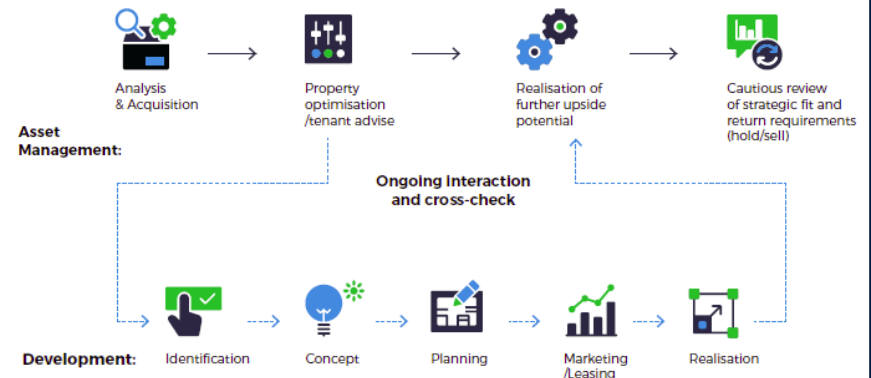 Analysis
& Acquisition
Property
optimisation
/tenant advise
Realisation of
further upside
potential
Cautious review
of strategic fit and
return requirements
(hold/sell)
Asset
Management:
Ongoing interaction
and cross-check
Development:
Identification
Concept
Planning
Marketing
/Leasing
Realisation